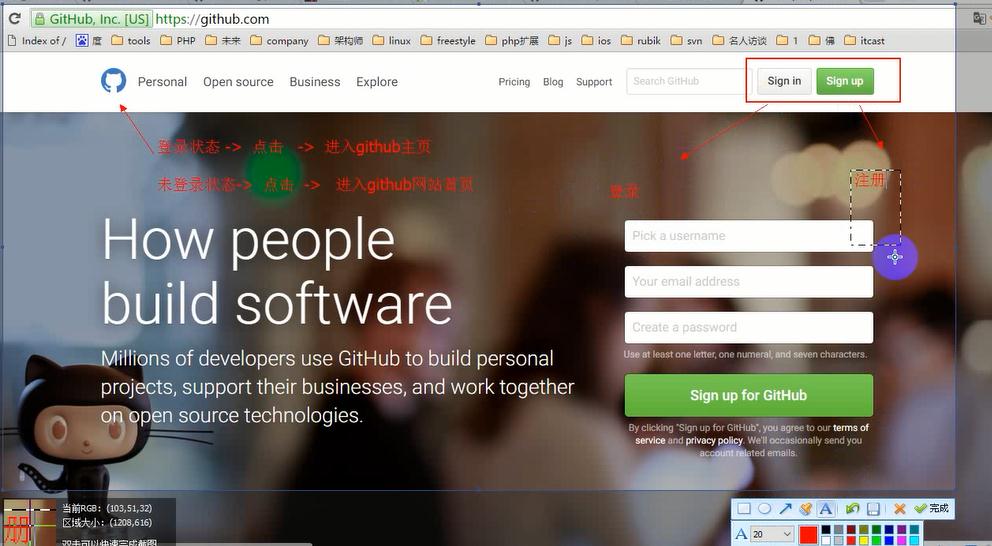 GitHub, Inc. [US] https://github.com
Index of / 度 tools PHP 未来 company 架构师 linux freestyle php扩展 js ios rubik svn 名人访谈 1 佛 itcast
Personal Open source Business Explore Pricing Blog Support Search GitHub Sign in Sign up
登录状态 -> 点击 -> 进入github主页
未登录状态-> 点击 -> 进入github网站首页
登录
注册
How people
build software
Millions of developers use GitHub to build personal
projects, support their businesses, and work together
on open source technologies.
Pick a username
Your email address
Create a password
Use at least one letter, one numeral, and seven characters.
Sign up for GitHub
By clicking "Sign up for GitHub", you agree to our terms of
service and privacy policy. We'll occasionally send you
account related emails.
册
当前RGB: (103,51,32)
区域大小: (1208,616)
双击可以快速完成截图
A 完成
A 20